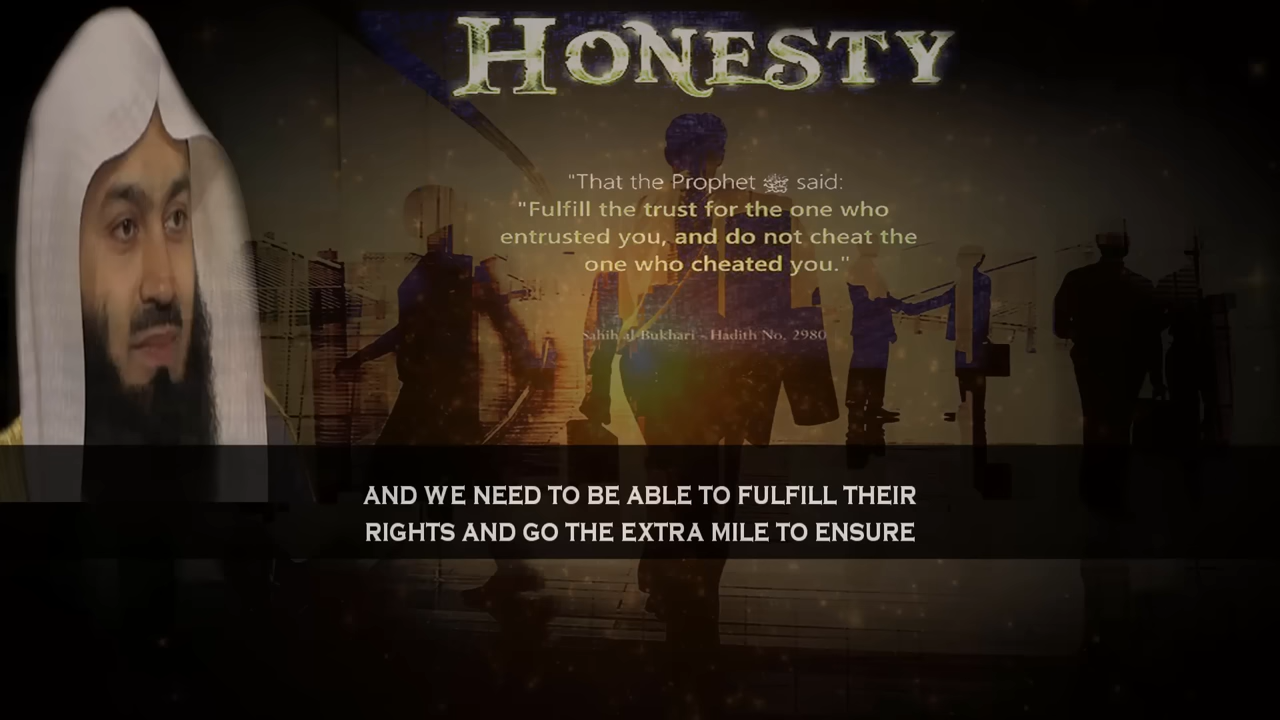 HONESTY
"That the Prophet ﷺ said:
"Fulfill the trust for the one who
entrusted you, and do not cheat the
one who cheated you."
Sahih al-Bukhari - Hadith No. 2980
AND WE NEED TO BE ABLE TO FULFILL THEIR
RIGHTS AND GO THE EXTRA MILE TO ENSURE